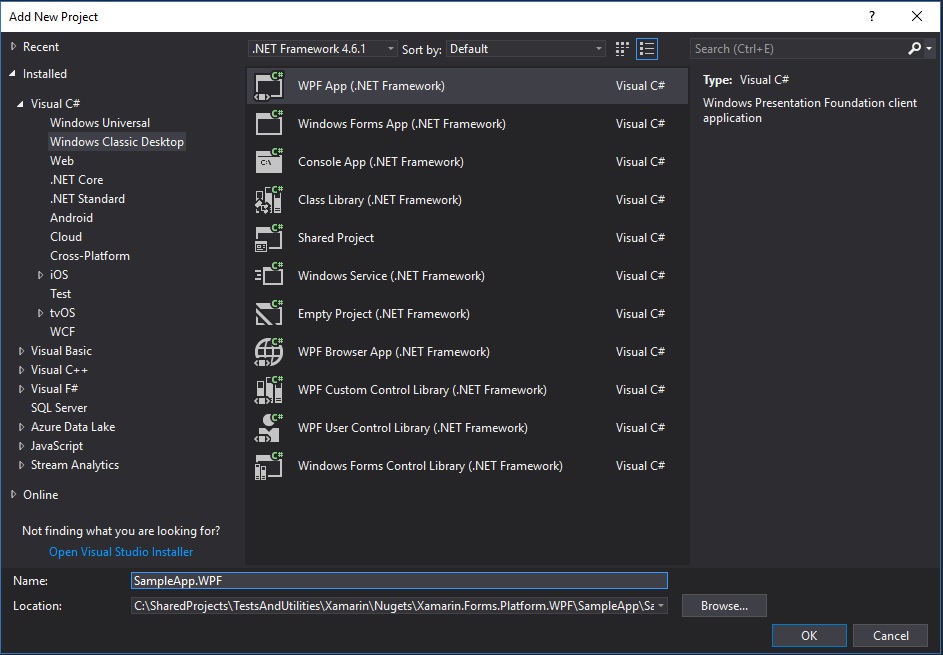 Add New Project
?
Recent
.NET Framework 4.6.1
Sort by:
Default
Search (Ctrl+E)
Installed
Visual C#
Windows Universal
Windows Classic Desktop
Web
.NET Core
.NET Standard
Android
Cloud
Cross-Platform
iOS
Test
tvOS
WCF
Visual Basic
Visual C++
Visual F#
SQL Server
Azure Data Lake
JavaScript
Stream Analytics
Online
Not finding what you are looking for?
Open Visual Studio Installer
WPF App (.NET Framework) Visual C#
Windows Forms App (.NET Framework) Visual C#
Console App (.NET Framework) Visual C#
Class Library (.NET Framework) Visual C#
Shared Project Visual C#
Windows Service (.NET Framework) Visual C#
Empty Project (.NET Framework) Visual C#
WPF Browser App (.NET Framework) Visual C#
WPF Custom Control Library (.NET Framework) Visual C#
WPF User Control Library (.NET Framework) Visual C#
Windows Forms Control Library (.NET Framework) Visual C#
Type: Visual C#
Windows Presentation Foundation client
application
Name: SampleApp.WPF
Location: C:\SharedProjects\TestsAndUtilities\Xamarin\Nugets\Xamarin.Forms.Platform.WPF\SampleApp\Sa
Browse...
OK
Cancel